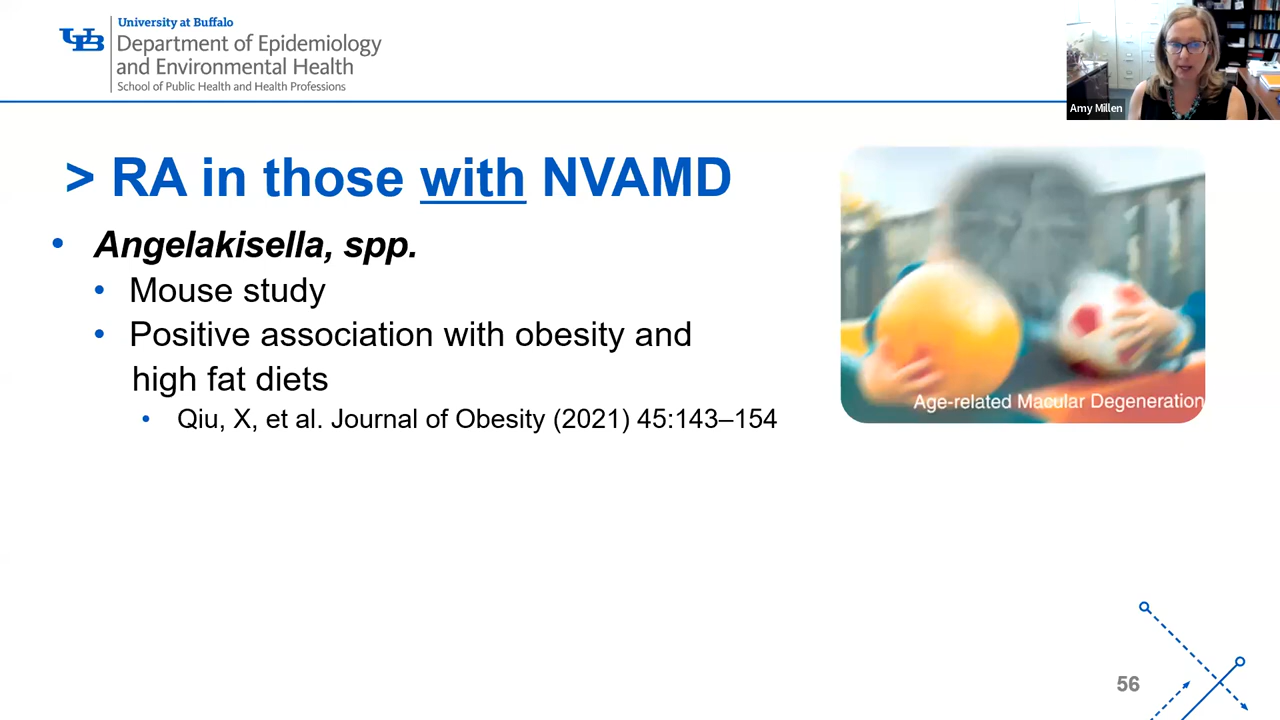 University at Buffalo
UB
Department of Epidemiology
and Environmental Health
School of Public Health and Health Professions
Amy Millen
> RA in those with NVAMD
• Angelakisella, spp.
• Mouse study
• Positive association with obesity and
high fat diets
• Qiu, X, et al. Journal of Obesity (2021) 45:143–154
Age-related Macular Degeneration
56